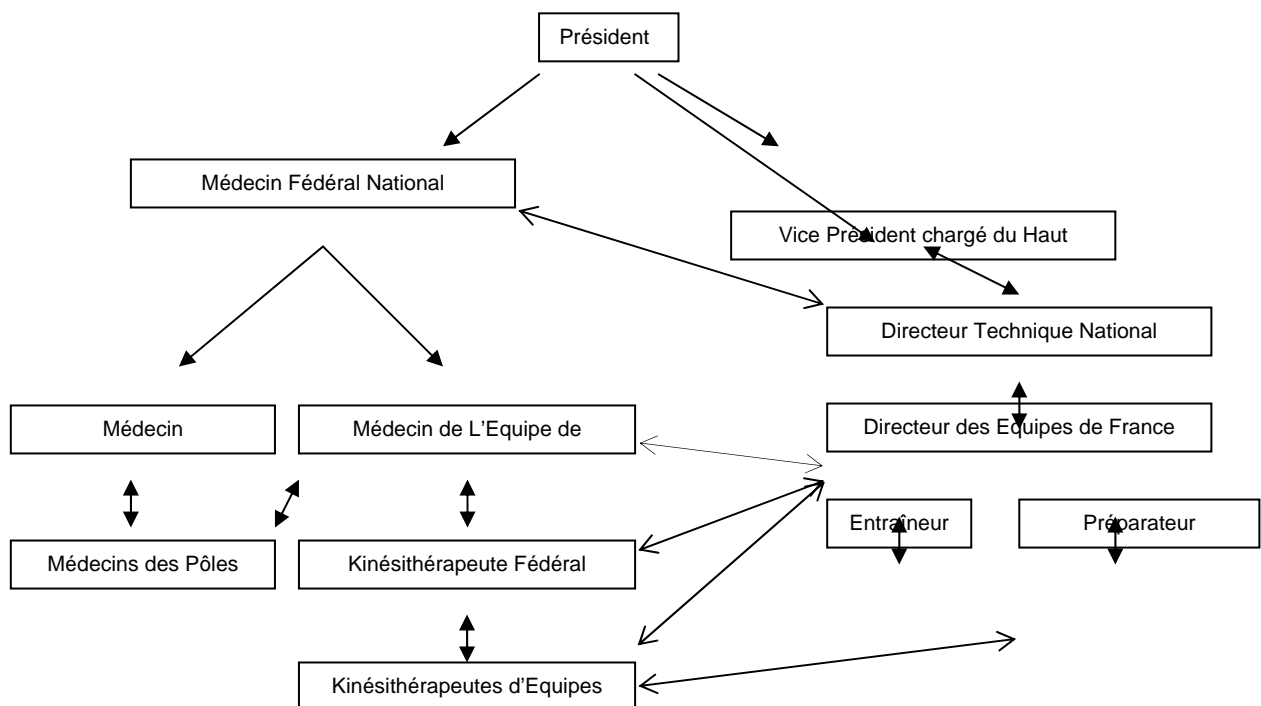 Président
Médecin Fédéral National
Vice Président chargé du Haut
Directeur Technique National
Médecin
Médecin de L'Equipe de
Directeur des Equipes de France
Entraîneur
Préparateur
Médecins des Pôles
Kinésithérapeute Fédéral
Kinésithérapeutes d'Equipes